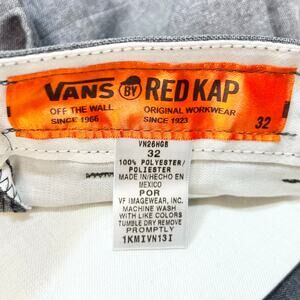 VANS BY RED KAP
OFF THE WALL ORIGINAL WORKWEAR
SINCE 1966 SINCE 1923 32
VN26HGB
32
100% POLYESTER/
POLIESTER
MADE IN/HECHO EN
MEXICO
POR
VF IMAGEWEAR, INC.
MACHINE WASH
WITH LIKE COLORS
TUMBLE DRY REMOVE
PROMPTLY
1KMIVN13I